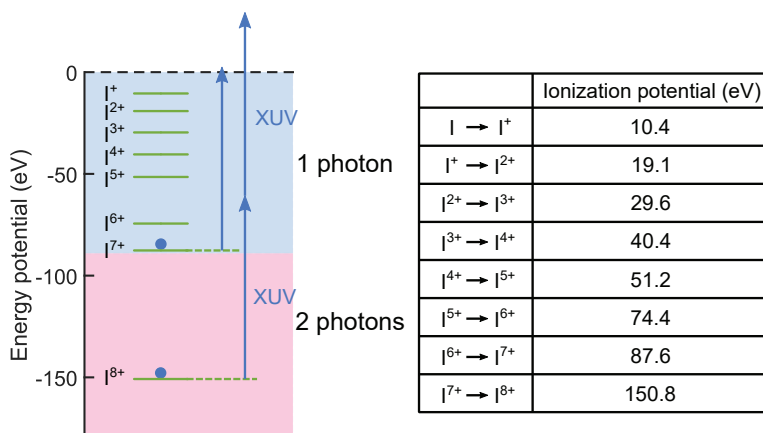 Energy potential (eV)
0
-50
-100
-150
I⁺
I²⁺
I³⁺
I⁴⁺
I⁵⁺
I⁶⁺
I⁷⁺
I⁸⁺
XUV
XUV
1 photon
2 photons
Ionization potential (eV)
I → I⁺ 10.4
I⁺ → I²⁺ 19.1
I²⁺ → I³⁺ 29.6
I³⁺ → I⁴⁺ 40.4
I⁴⁺ → I⁵⁺ 51.2
I⁵⁺ → I⁶⁺ 74.4
I⁶⁺ → I⁷⁺ 87.6
I⁷⁺ → I⁸⁺ 150.8